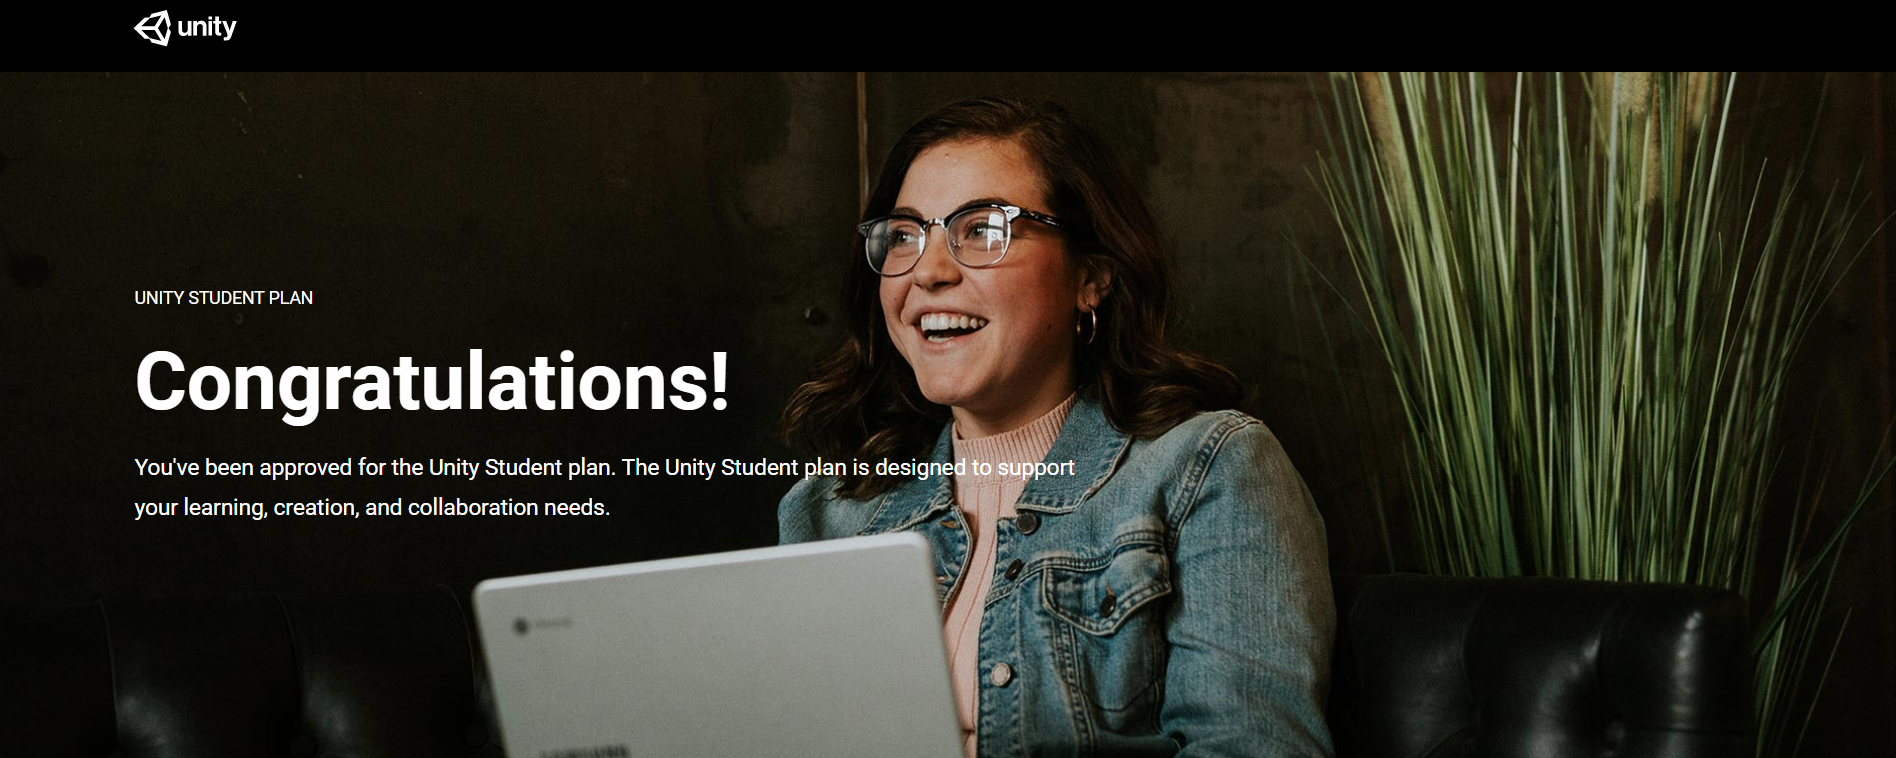 unity
UNITY STUDENT PLAN
Congratulations!
You've been approved for the Unity Student plan. The Unity Student plan is designed to support
your learning, creation, and collaboration needs.